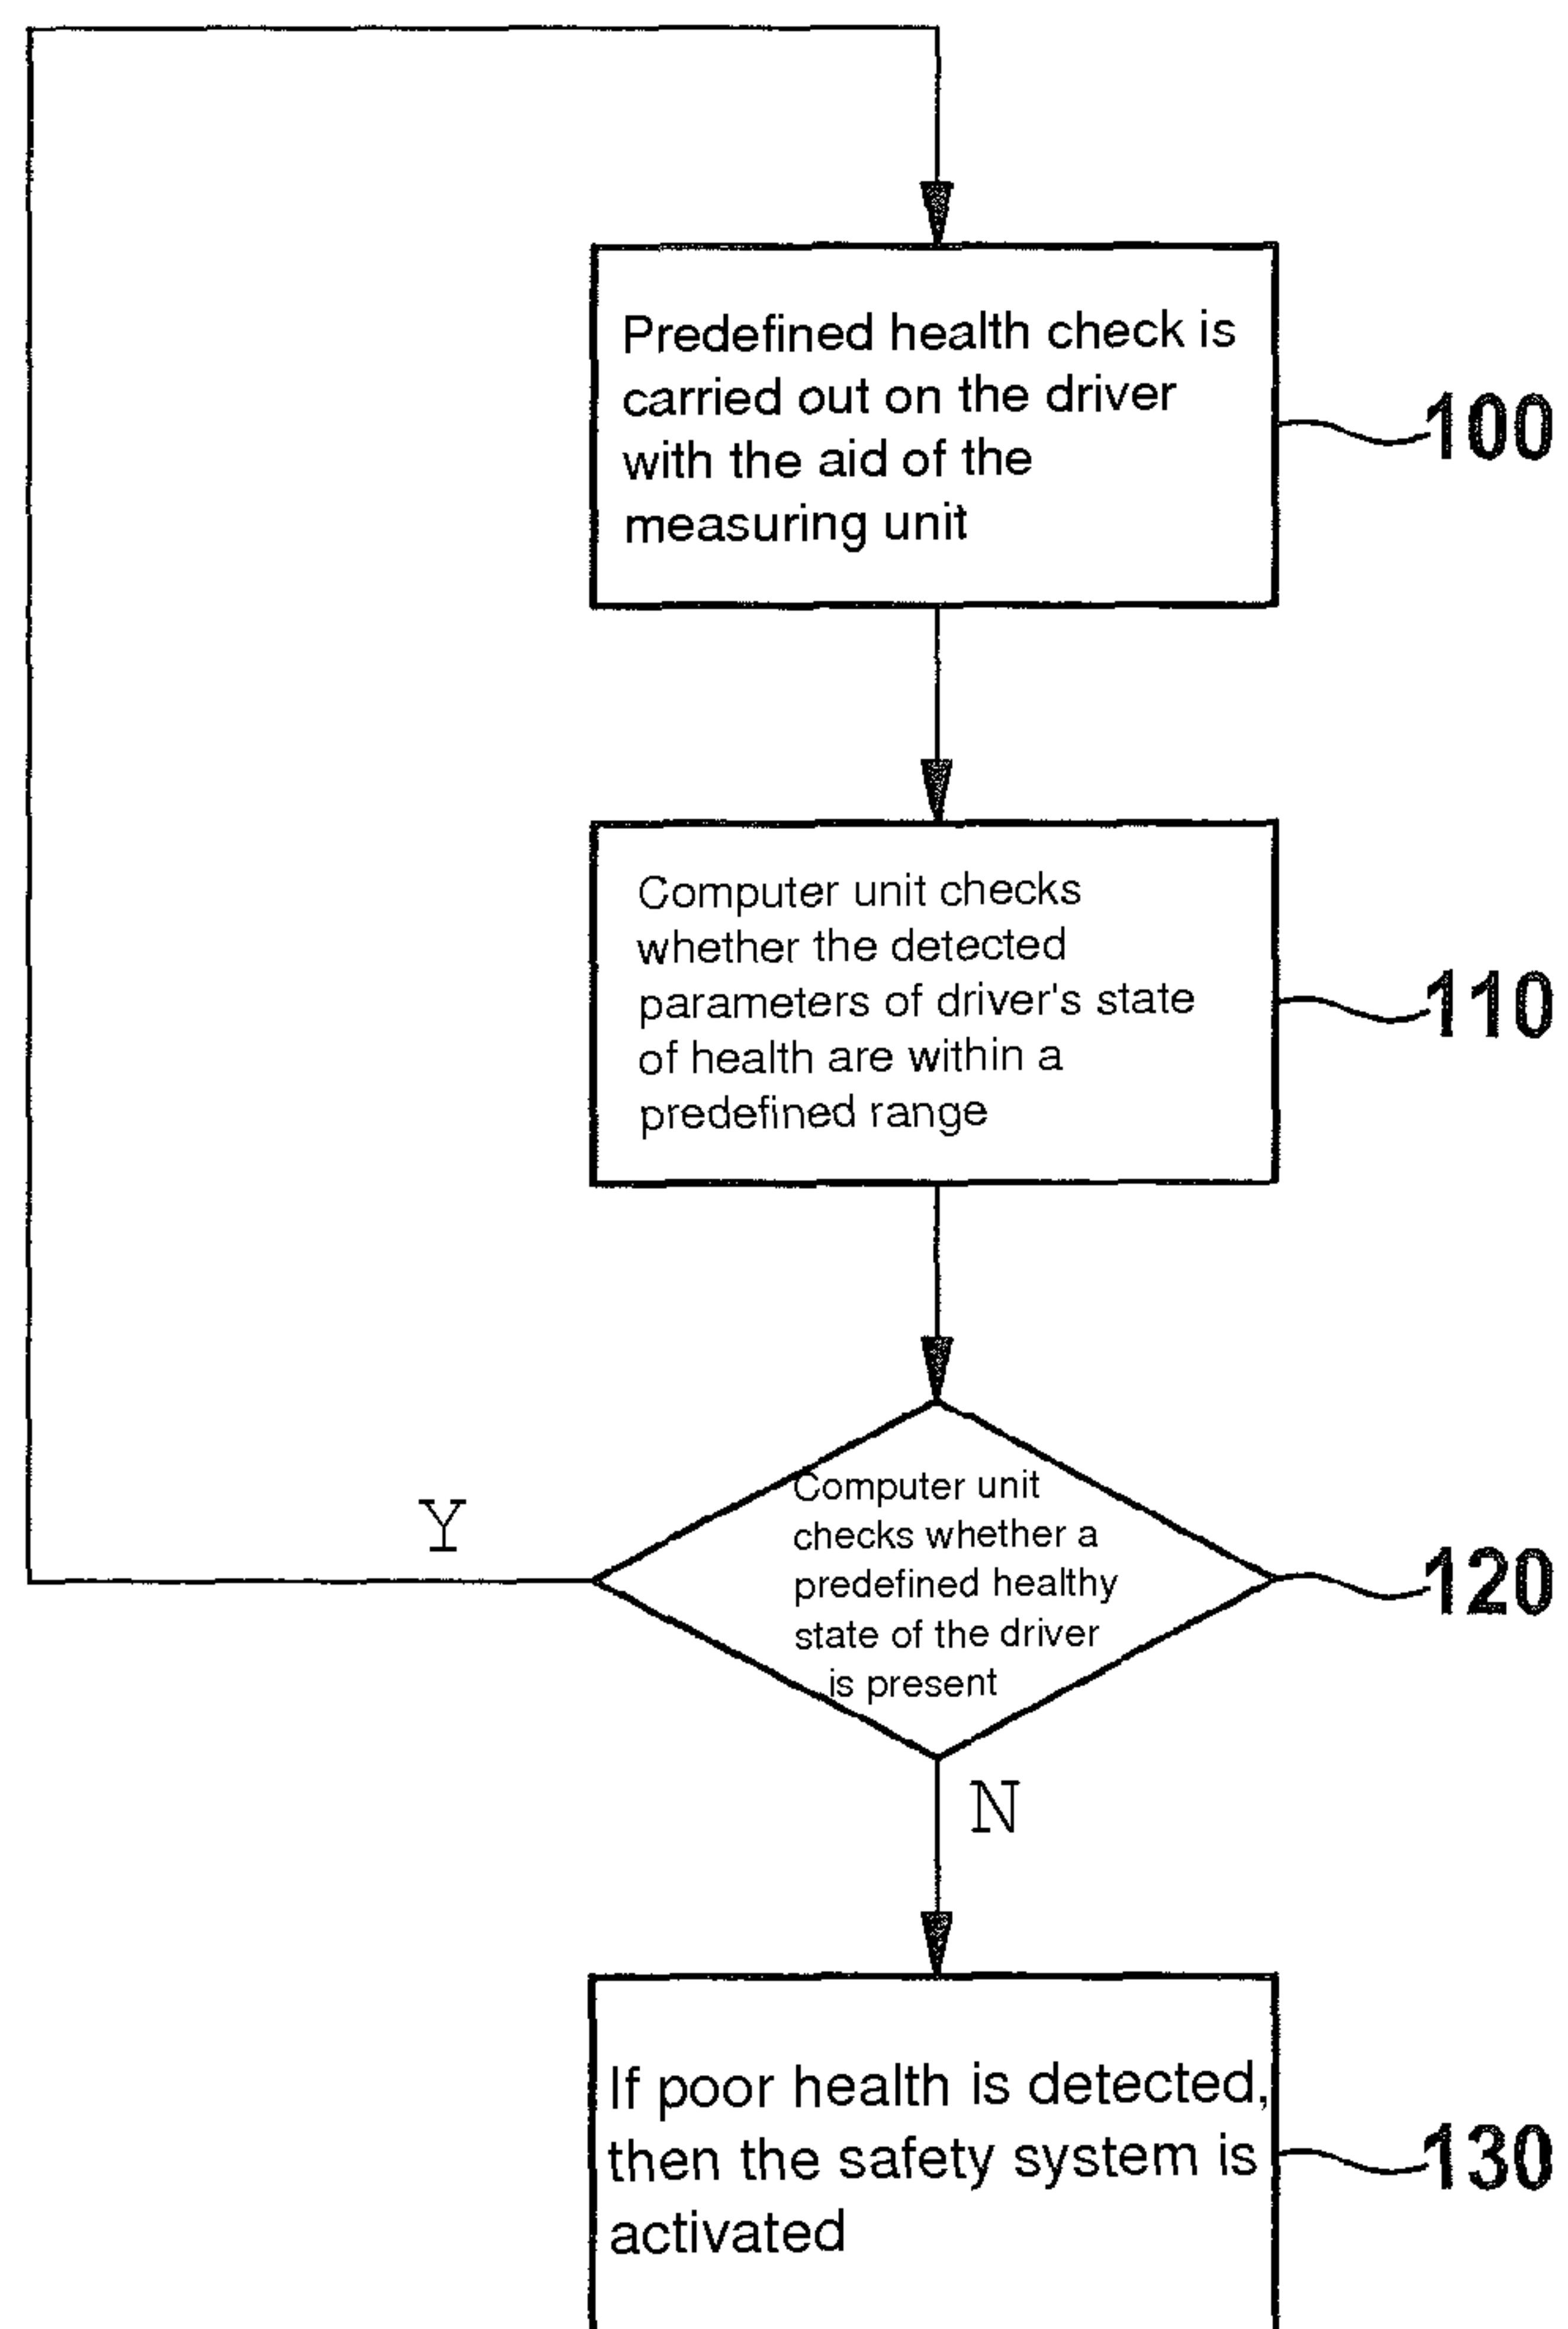 Predefined health check is
carried out on the driver
with the aid of the
measuring unit
100
Computer unit checks
whether the detected
parameters of driver's state
of health are within a
predefined range
110
Computer unit
checks whether a
predefined healthy
state of the driver
is present
120
Y
N
If poor health is detected,
then the safety system is
activated
130